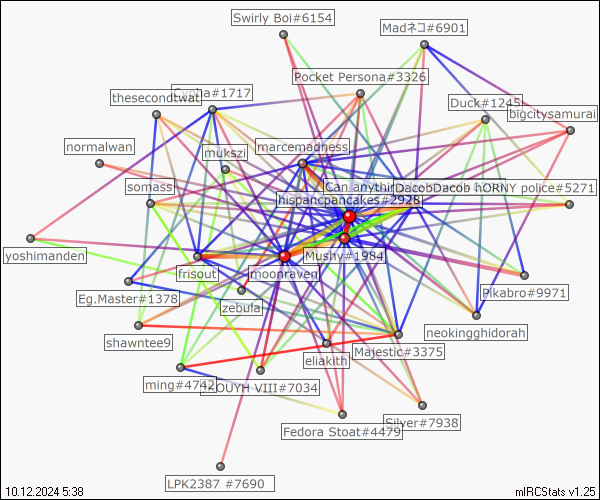 Swirly Boi#6154
Madネコ#6901
Pocket Persona#3326
#1717
thesecondtwat
Duck#1245
bigcitysamurai
normalwan
mukszi
marcemadness
somass
Can anythin
hORNY police#5271
hispancpancakes#2928
yoshimanden
frisout
moonraven
Mushy#1984
Eg.Master#1378
zebula
Pikabro#9971
neokingghidorah
shawntee9
eliakith
Majestic#3375
ming#4742
OUYH VIII#7034
Silver#7938
Fedora Stoat#4479
LPK2387 #7690
10.12.2024 5:38
mIRCStats v1.25